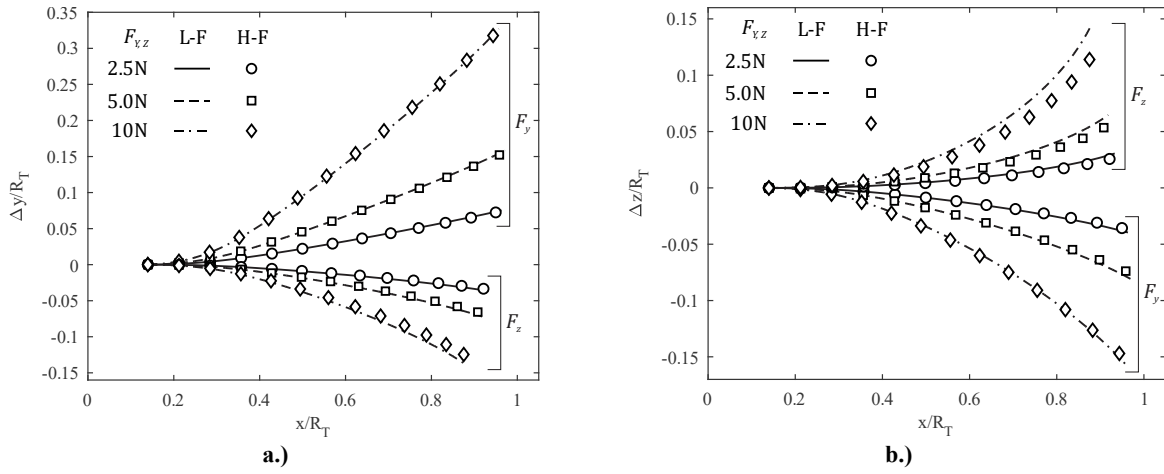 F_{Y,Z} L-F H-F
2.5N
5.0N
10N
0.35
0.3
0.25
0.2
0.15
0.1
0.05
0
-0.05
-0.1
-0.15
Δy/R_T
F_y
F_z
0 0.2 0.4 0.6 0.8 1
x/R_T
a.)
F_{Y,Z} L-F H-F
2.5N
5.0N
10N
0.15
0.1
0.05
0
-0.05
-0.1
-0.15
Δz/R_T
F_z
F_y
0 0.2 0.4 0.6 0.8 1
x/R_T
b.)